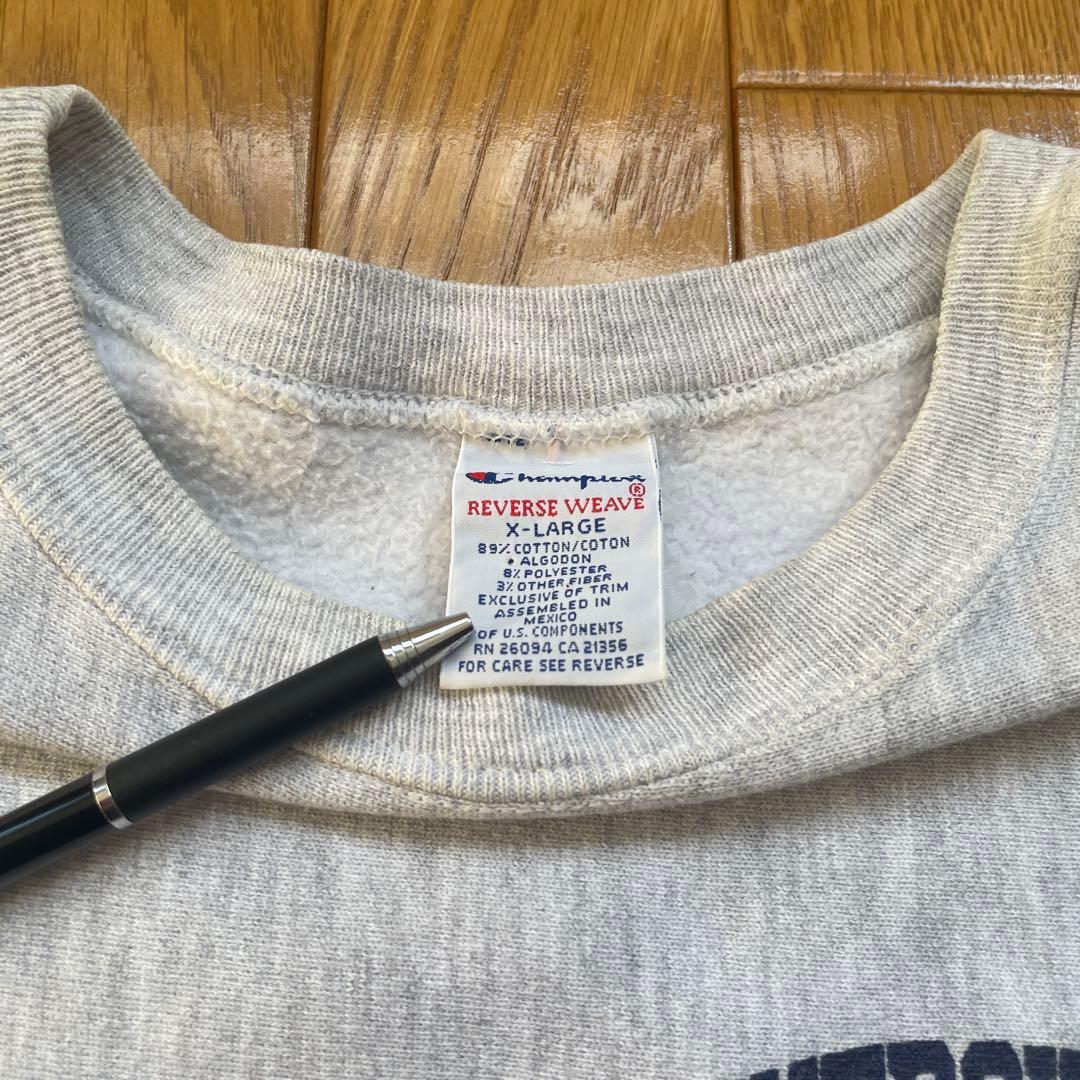 Champion
REVERSE WEAVE®
X-LARGE
89% COTTON/COTON
• ALGODON
8% POLYESTER
3% OTHER FIBER
EXCLUSIVE OF TRIM
ASSEMBLED IN
MEXICO
OF U.S. COMPONENTS
RN 26094 CA 21356
FOR CARE SEE REVERSE